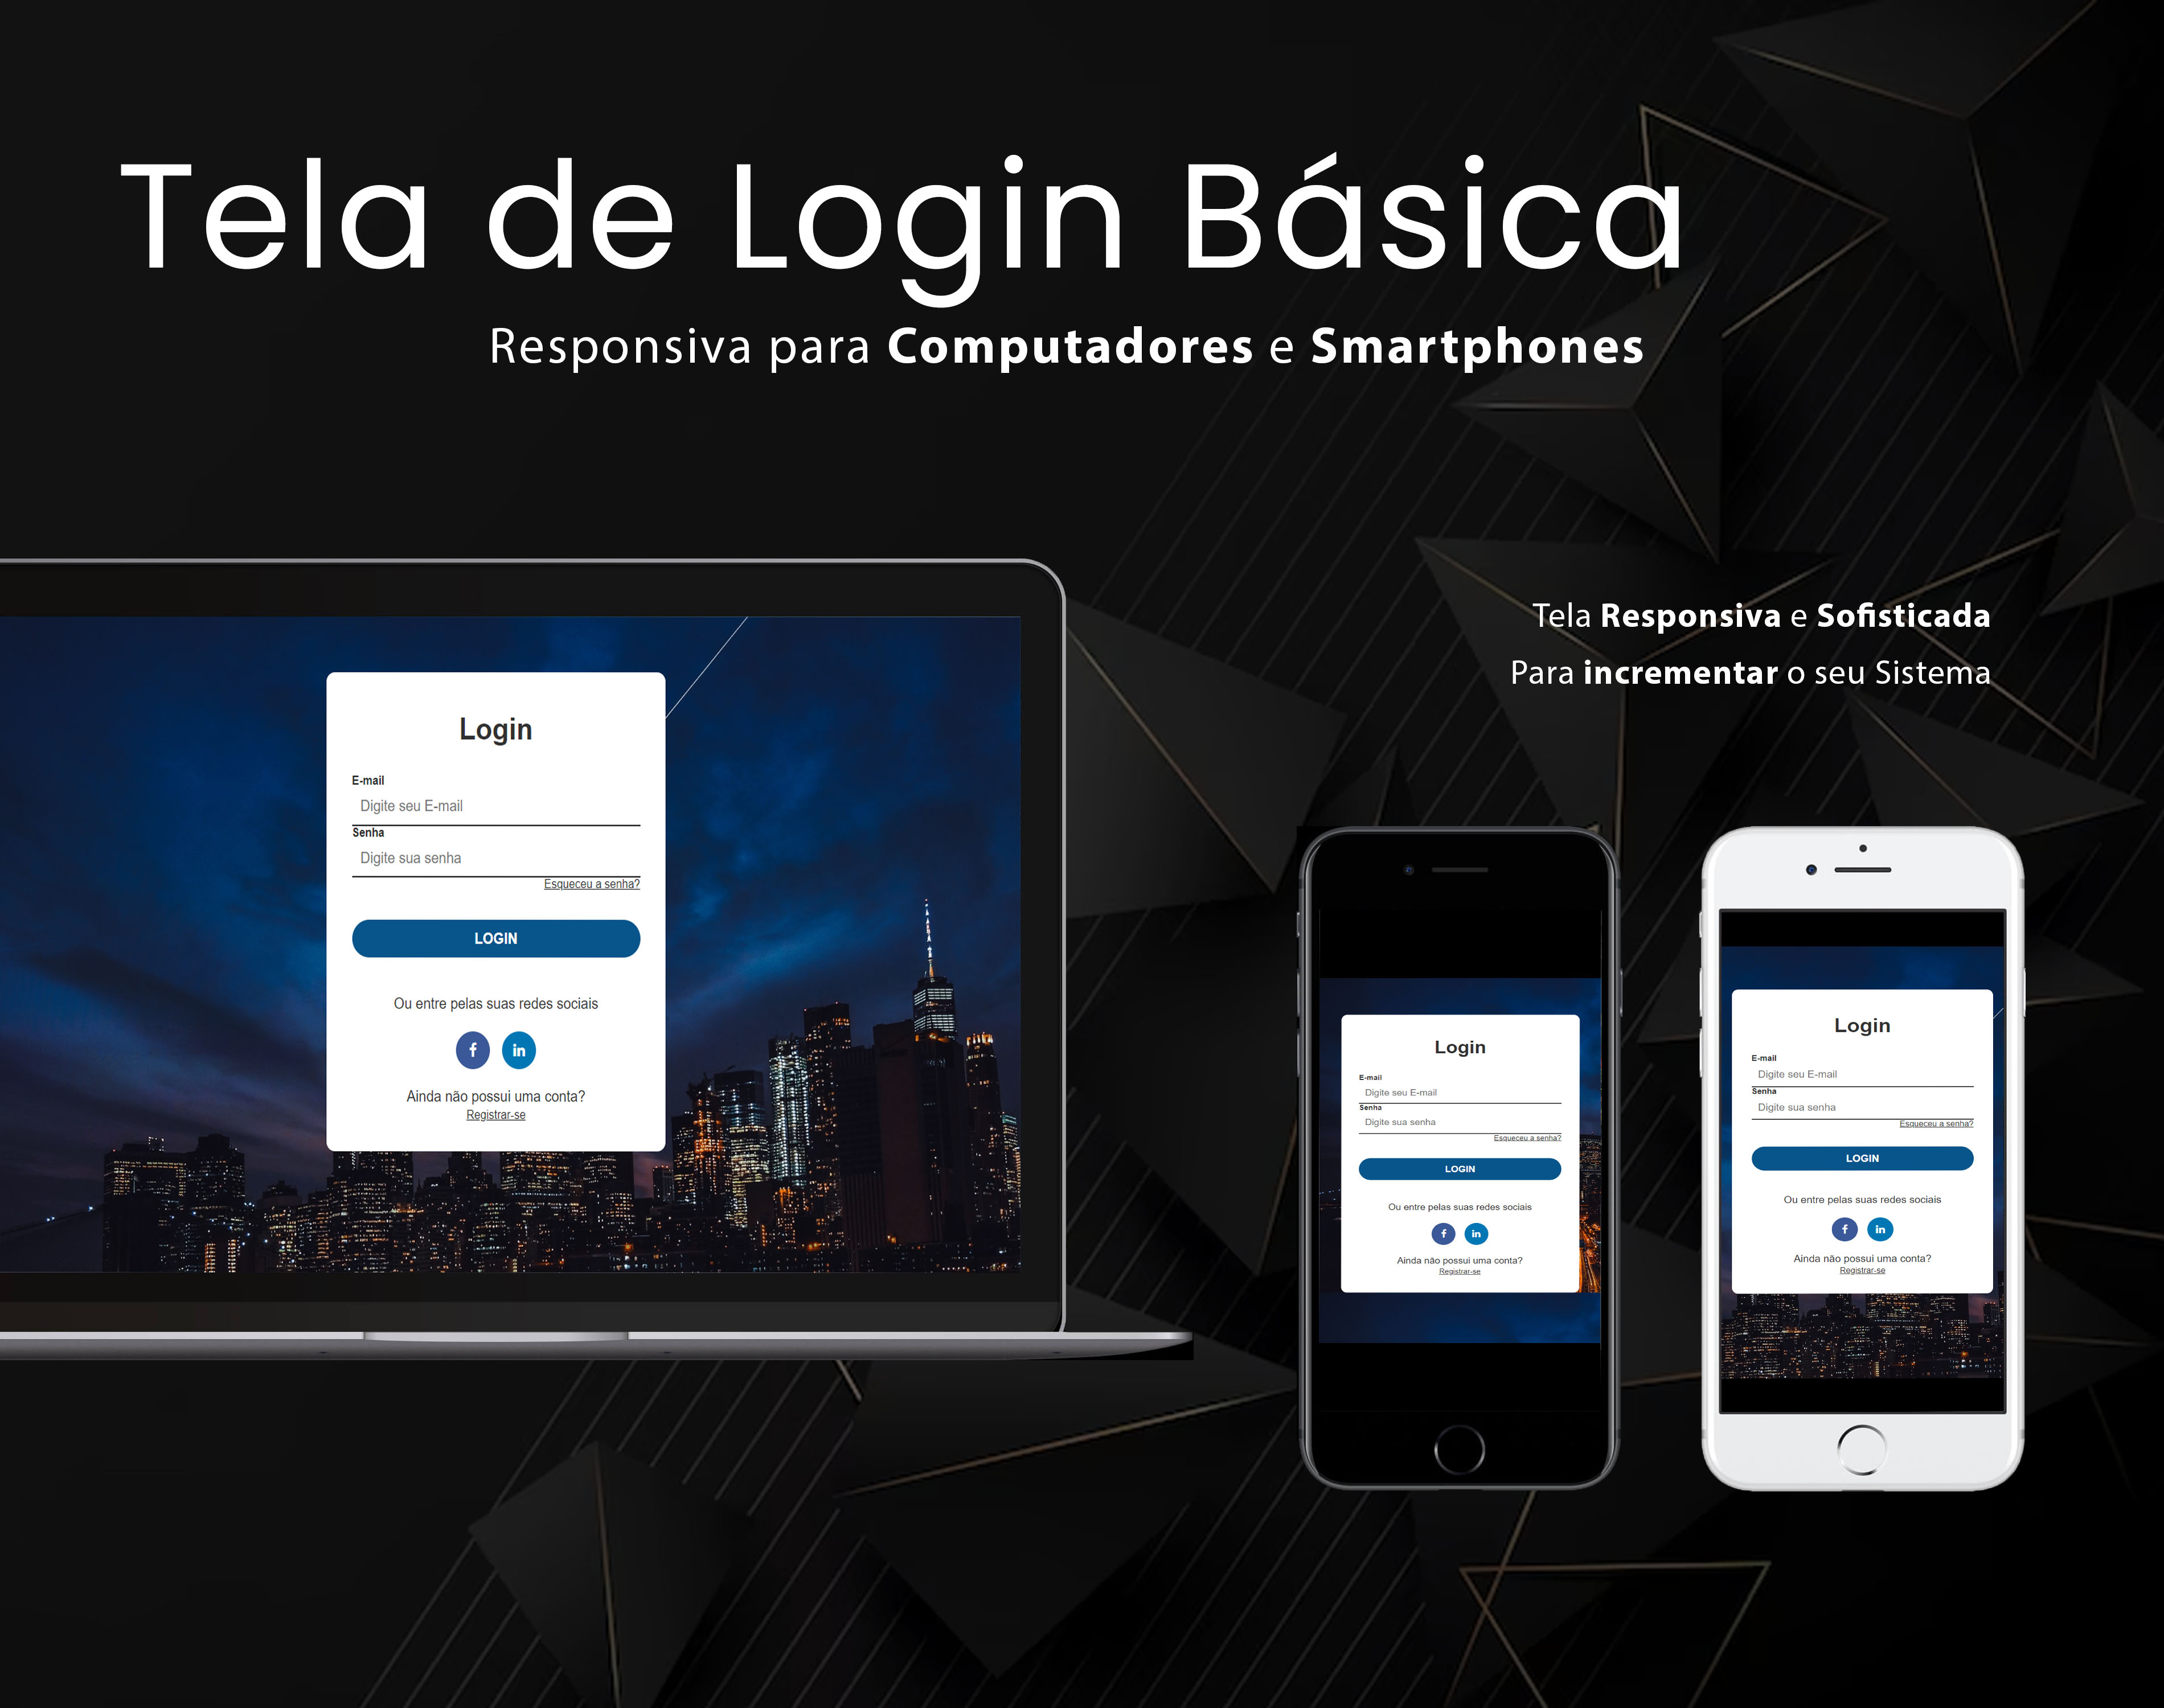 Tela de Login Básica
Responsiva para Computadores e Smartphones
Tela Responsiva e Sofisticada
Para incrementar o seu Sistema
Login
E-mail
Digite seu E-mail
Senha
Digite sua senha
Esqueceu a senha?
LOGIN
Ou entre pelas suas redes sociais
f in
Ainda não possui uma conta?
Registrar-se
Login
E-mail
Digite seu E-mail
Senha
Digite sua senha
Esqueceu a senha?
LOGIN
Ou entre pelas suas redes sociais
f in
Ainda não possui uma conta?
Registrar-se
Login
E-mail
Digite seu E-mail
Senha
Digite sua senha
Esqueceu a senha?
LOGIN
Ou entre pelas suas redes sociais
f in
Ainda não possui uma conta?
Registrar-se